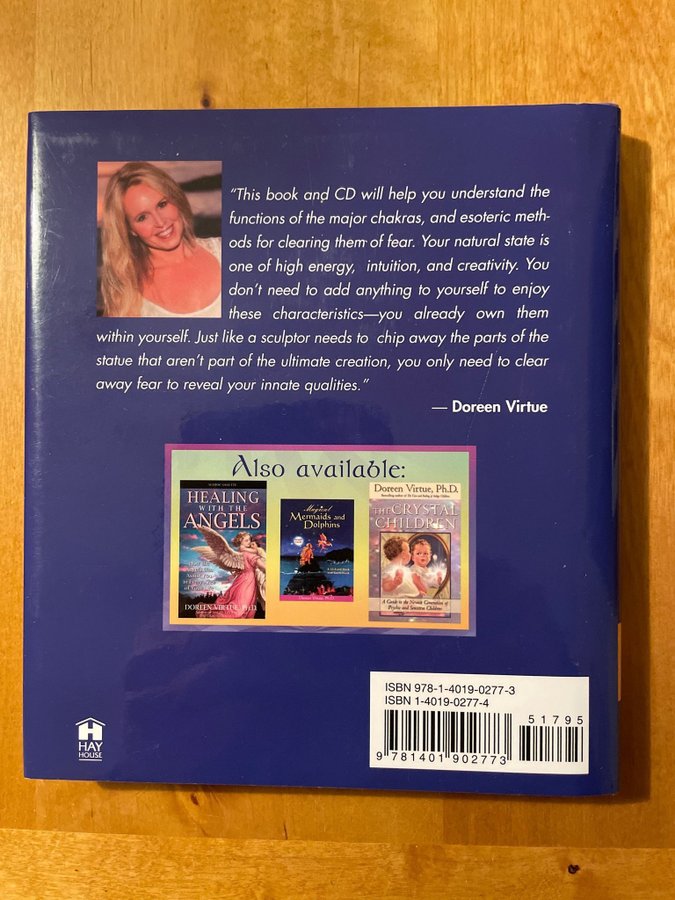 “This book and CD will help you understand the
functions of the major chakras, and esoteric meth-
ods for clearing them of fear. Your natural state is
one of high energy, intuition, and creativity. You
don’t need to add anything to yourself to enjoy
these characteristics—you already own them
within yourself. Just like a sculptor needs to chip away the parts of the
statue that aren’t part of the ultimate creation, you only need to clear
away fear to reveal your innate qualities.”
— Doreen Virtue
Also available:
HEALING
WITH THE
ANGELS
DOREEN VIRTUE, PH.D.
Magical
Mermaids and
Dolphins
Doreen Virtue, Ph.D.
Doreen Virtue, Ph.D.
THE CRYSTAL
CHILDREN
A Guide to the Newest Generation of
Psychic and Sensitive Children
ISBN 978-1-4019-0277-3
ISBN 1-4019-0277-4
51795
9 781401 902773
HAY
HOUSE